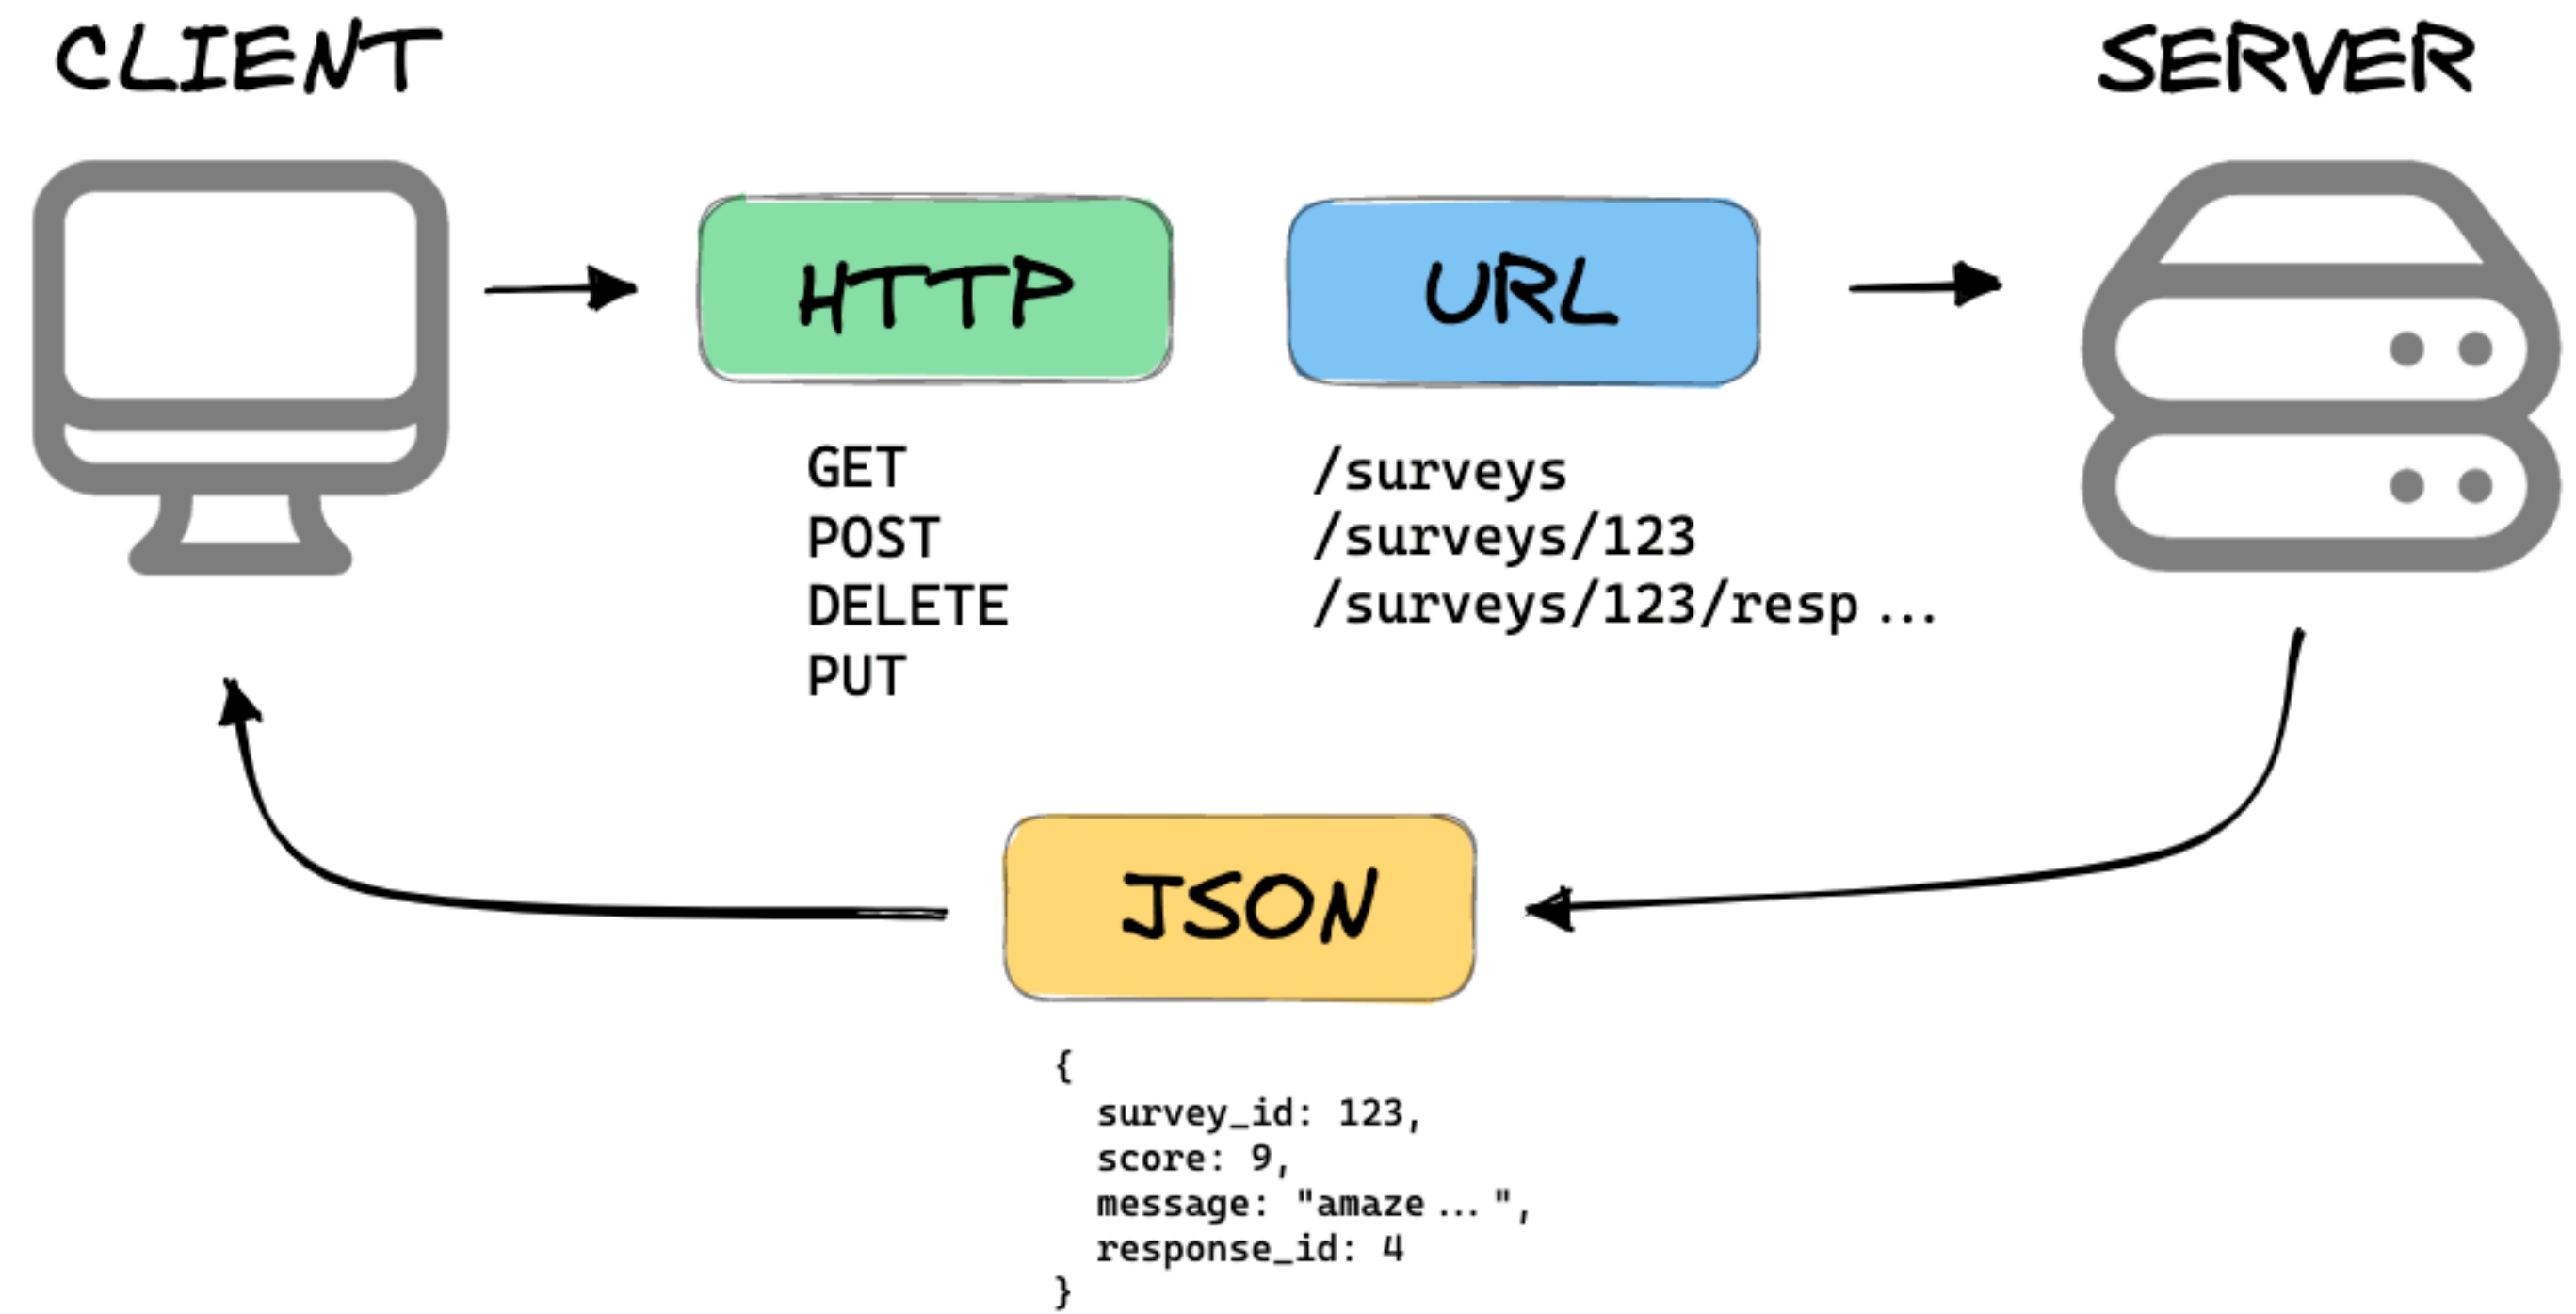 CLIENT
SERVER
HTTP
URL
GET
POST
DELETE
PUT
/surveys
/surveys/123
/surveys/123/resp ...
JSON
{
survey_id: 123,
score: 9,
message: "amaze ... ",
response_id: 4
}